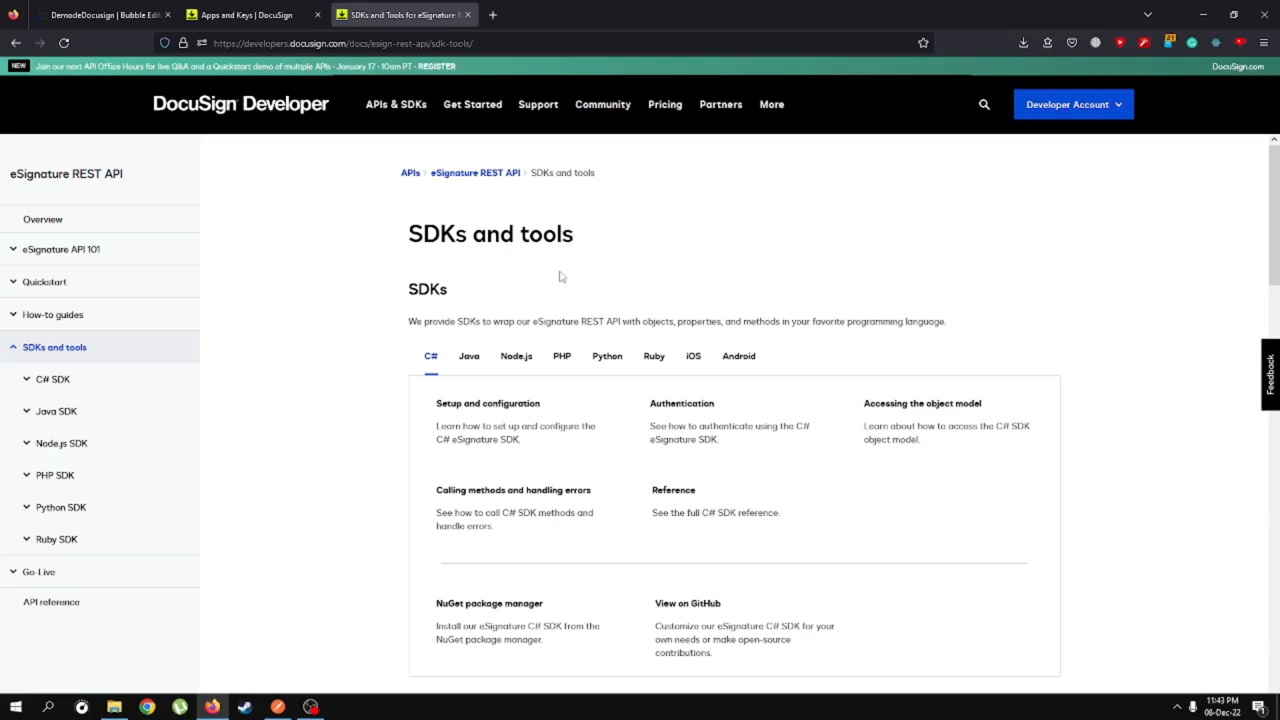 DemodeDocusign | Bubble Edit
Apps and Keys | DocuSign
SDKs and Tools for eSignature R
https://developers.docusign.com/docs/esign-rest-api/sdk-tools/
21
NEW Join our next API Office Hours for live Q&A and a Quickstart demo of multiple APIs - January 17 - 10am PT - REGISTER
DocuSign.com
DocuSign Developer
APIs & SDKs
Get Started
Support
Community
Pricing
Partners
More
Developer Account
eSignature REST API
Overview
eSignature API 101
Quickstart
How-to guides
SDKs and tools
C# SDK
Java SDK
Node.js SDK
PHP SDK
Python SDK
Ruby SDK
Go-Live
API reference
APIs › eSignature REST API › SDKs and tools
SDKs and tools
SDKs
We provide SDKs to wrap our eSignature REST API with objects, properties, and methods in your favorite programming language.
C# Java Node.js PHP Python Ruby iOS Android
Setup and configuration
Learn how to set up and configure the
C# eSignature SDK.
Authentication
See how to authenticate using the C#
eSignature SDK.
Accessing the object model
Learn about how to access the C# SDK
object model.
Calling methods and handling errors
See how to call C# SDK methods and
handle errors.
Reference
See the full C# SDK reference.
NuGet package manager
Install our eSignature C# SDK from the
NuGet package manager.
View on GitHub
Customize our eSignature C# SDK for your
own needs or make open-source
contributions.
Feedback
11:43 PM
08-Dec-22
1